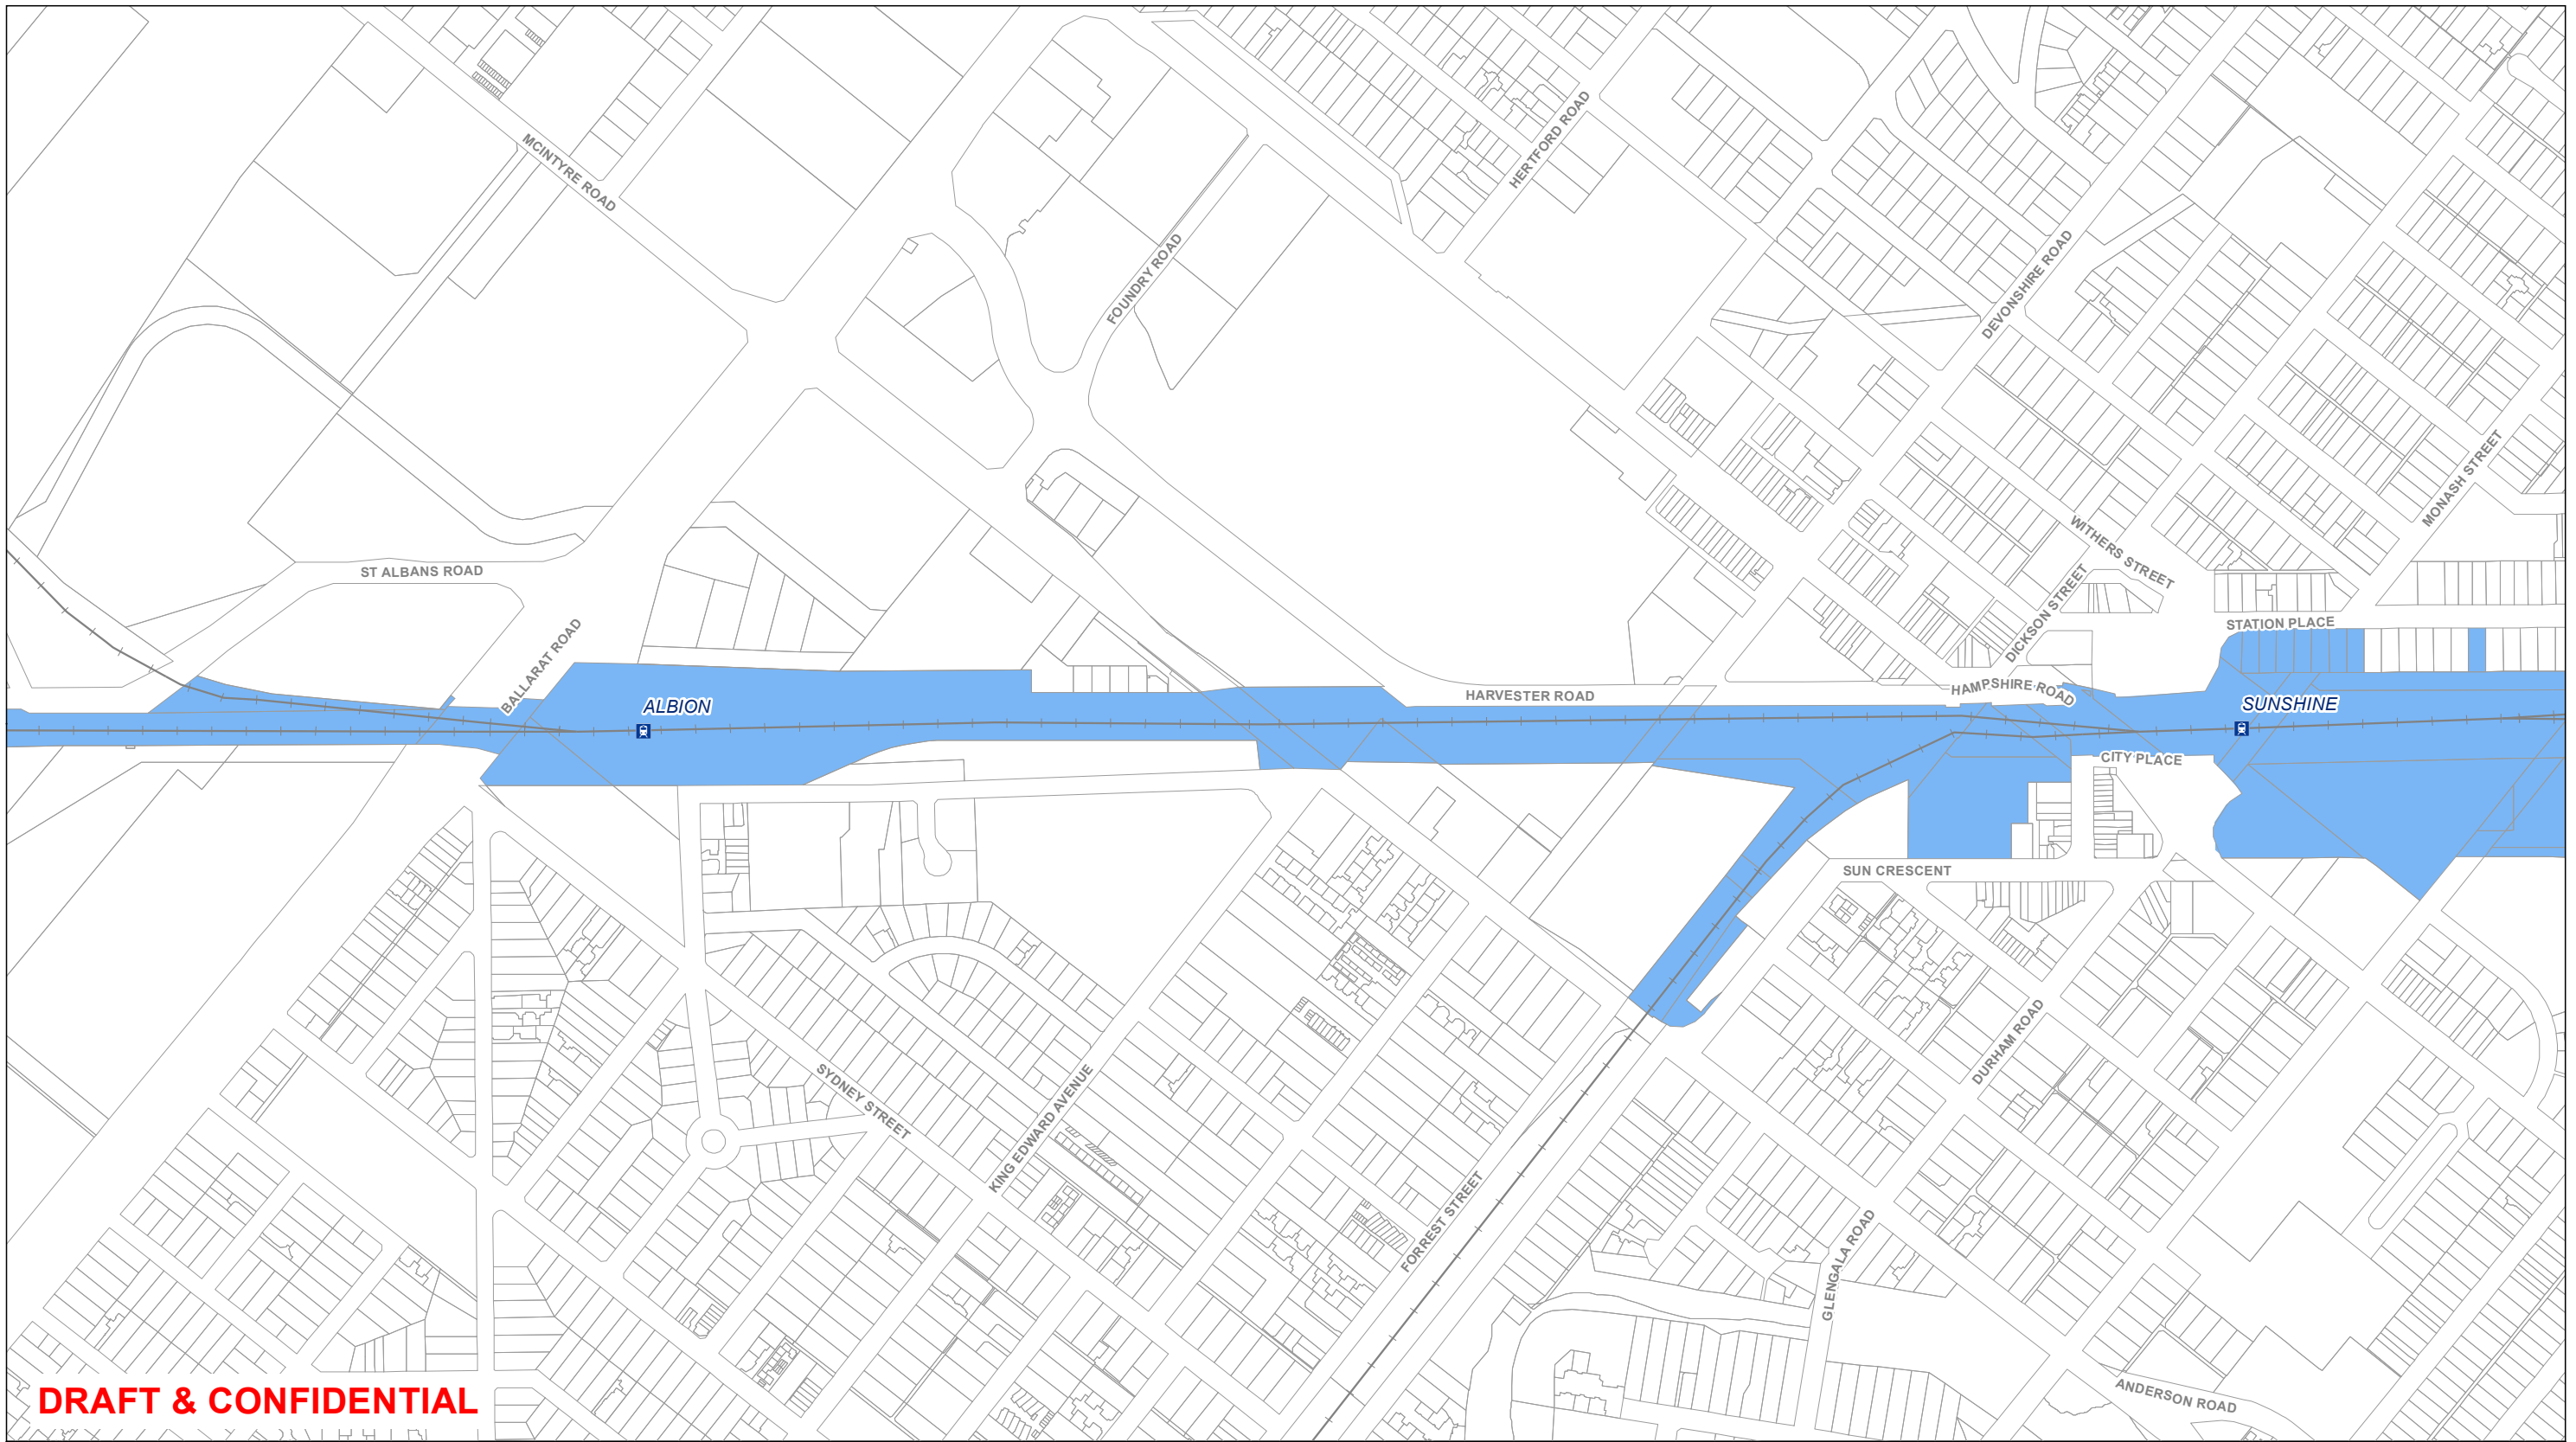 HERTFORD ROAD
MCINTYRE ROAD
FOUNDRY ROAD
DEVONSHIRE ROAD
MONASH STREET
WITHERS STREET
ST ALBANS ROAD
DICKSON STREET
STATION PLACE
BALLARAT ROAD
ALBION
HARVESTER ROAD
HAMPSHIRE ROAD
SUNSHINE
CITY PLACE
SUN CRESCENT
DURHAM ROAD
SYDNEY STREET
KING EDWARD AVENUE
FORREST STREET
GLENGALA ROAD
ANDERSON ROAD
DRAFT & CONFIDENTIAL